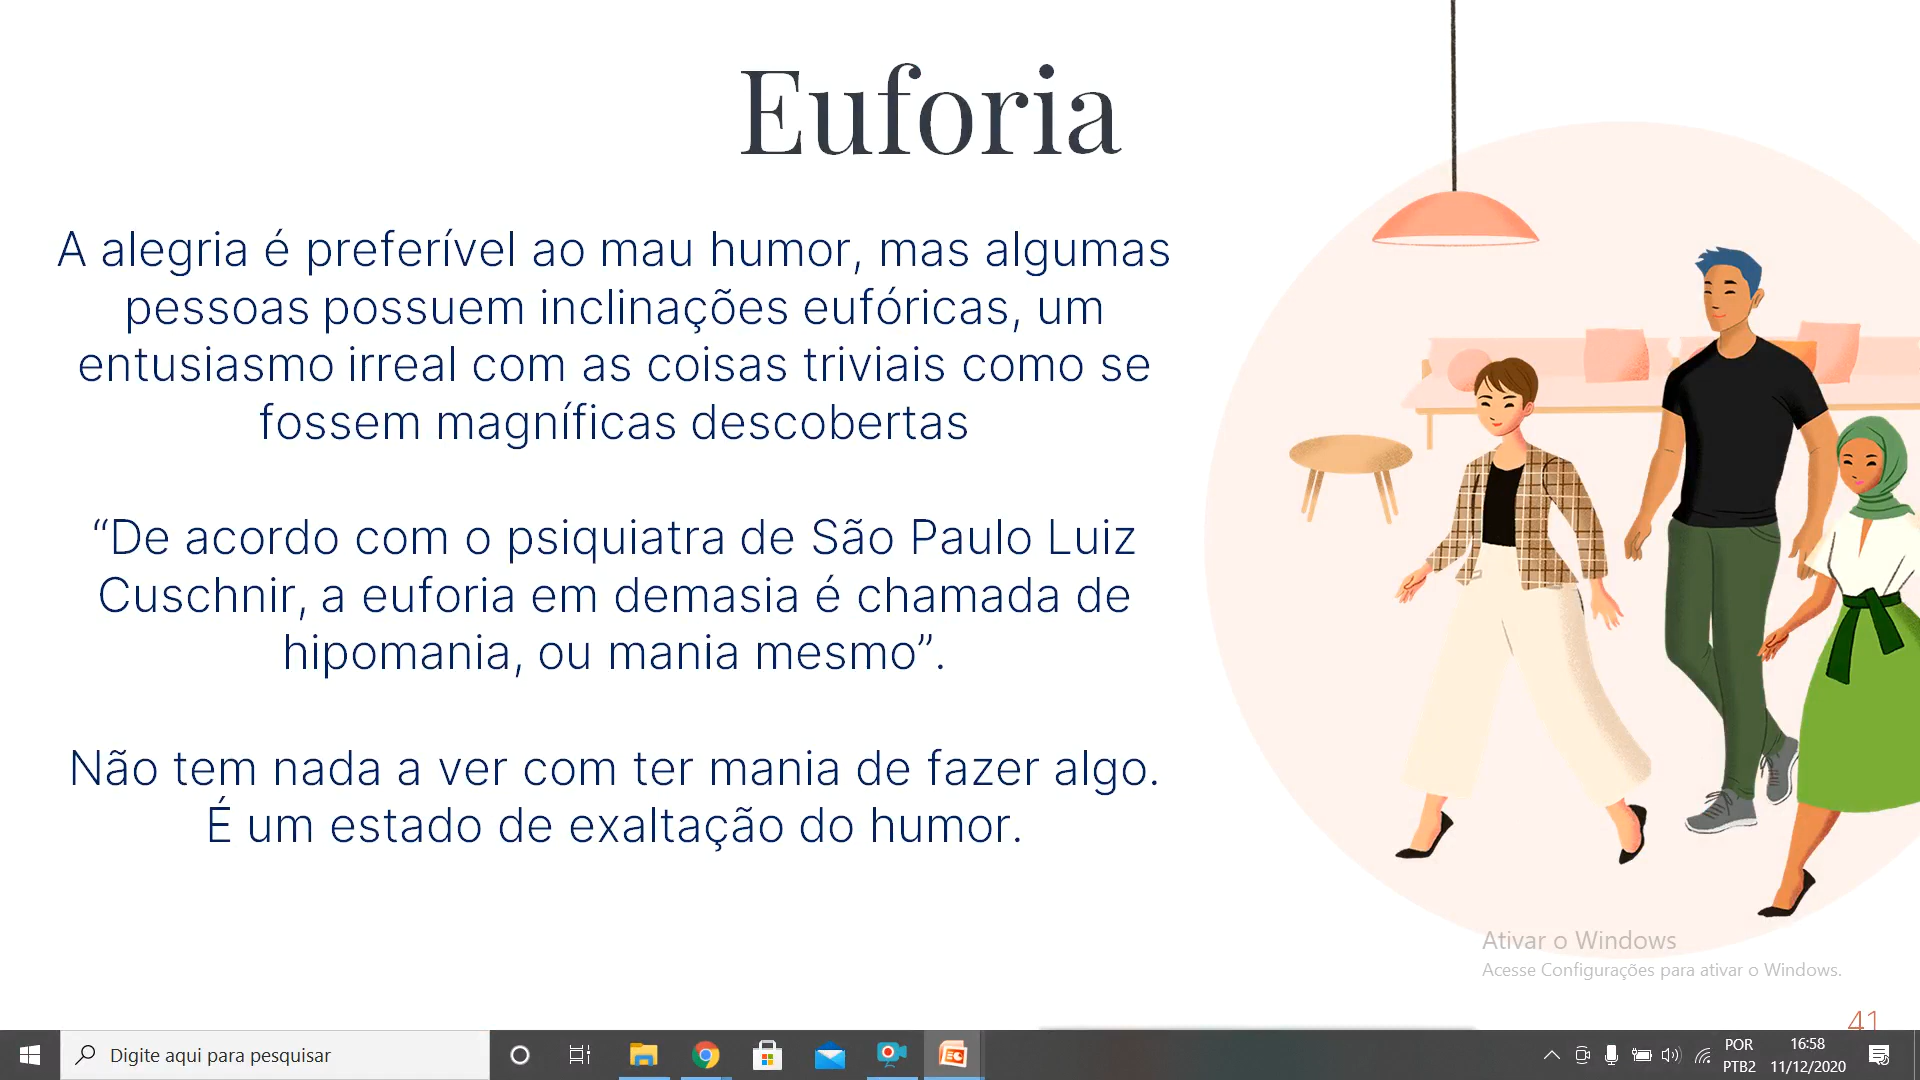 Euforia
A alegria é preferível ao mau humor, mas algumas
pessoas possuem inclinações eufóricas, um
entusiasmo irreal com as coisas triviais como se
fossem magníficas descobertas
“De acordo com o psiquiatra de São Paulo Luiz
Cuschnir, a euforia em demasia é chamada de
hipomania, ou mania mesmo”.
Não tem nada a ver com ter mania de fazer algo.
É um estado de exaltação do humor.
Ativar o Windows
Acesse Configurações para ativar o Windows.
41
Digite aqui para pesquisar
POR
PTB2
16:58
11/12/2020